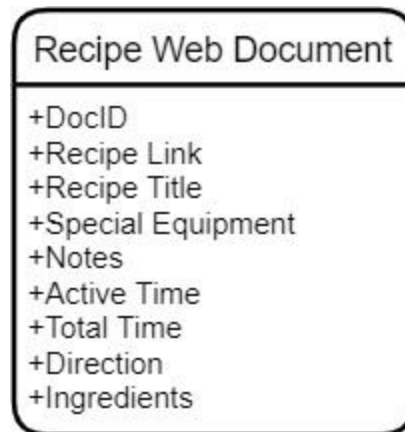 Recipe Web Document
+DocID
+Recipe Link
+Recipe Title
+Special Equipment
+Notes
+Active Time
+Total Time
+Direction
+Ingredients